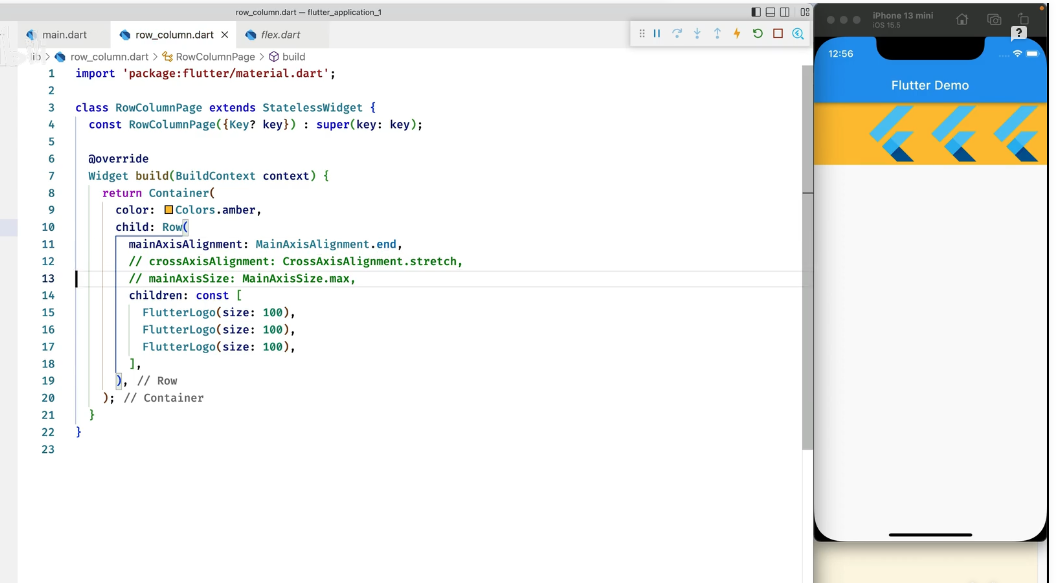 row_column.dart — flutter_application_1
main.dart
row_column.dart ×
flex.dart
lib > row_column.dart > RowColumnPage > build
1 import 'package:flutter/material.dart';
2
3 class RowColumnPage extends StatelessWidget {
4 const RowColumnPage({Key? key}) : super(key: key);
5
6 @override
7 Widget build(BuildContext context) {
8 return Container(
9 color: Colors.amber,
10 child: Row(
11 mainAxisAlignment: MainAxisAlignment.end,
12 // crossAxisAlignment: CrossAxisAlignment.stretch,
13 // mainAxisSize: MainAxisSize.max,
14 children: const [
15 FlutterLogo(size: 100),
16 FlutterLogo(size: 100),
17 FlutterLogo(size: 100),
18 ],
19 ), // Row
20 ); // Container
21 }
22 }
23
iPhone 13 mini
iOS 15.5
?
12:56
Flutter Demo